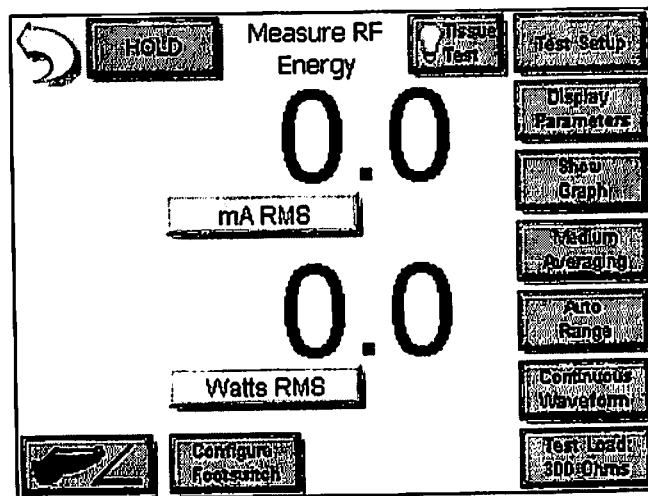 HOLD
Measure RF
Energy
Tissue
Test
Test Setup
Display
Parameters
0.0
Show
Graph
mA RMS
Medium
Averaging
0.0
Auto
Range
Watts RMS
Continuous
Waveform
Configure
Footswitch
Test Load:
300 Ohms